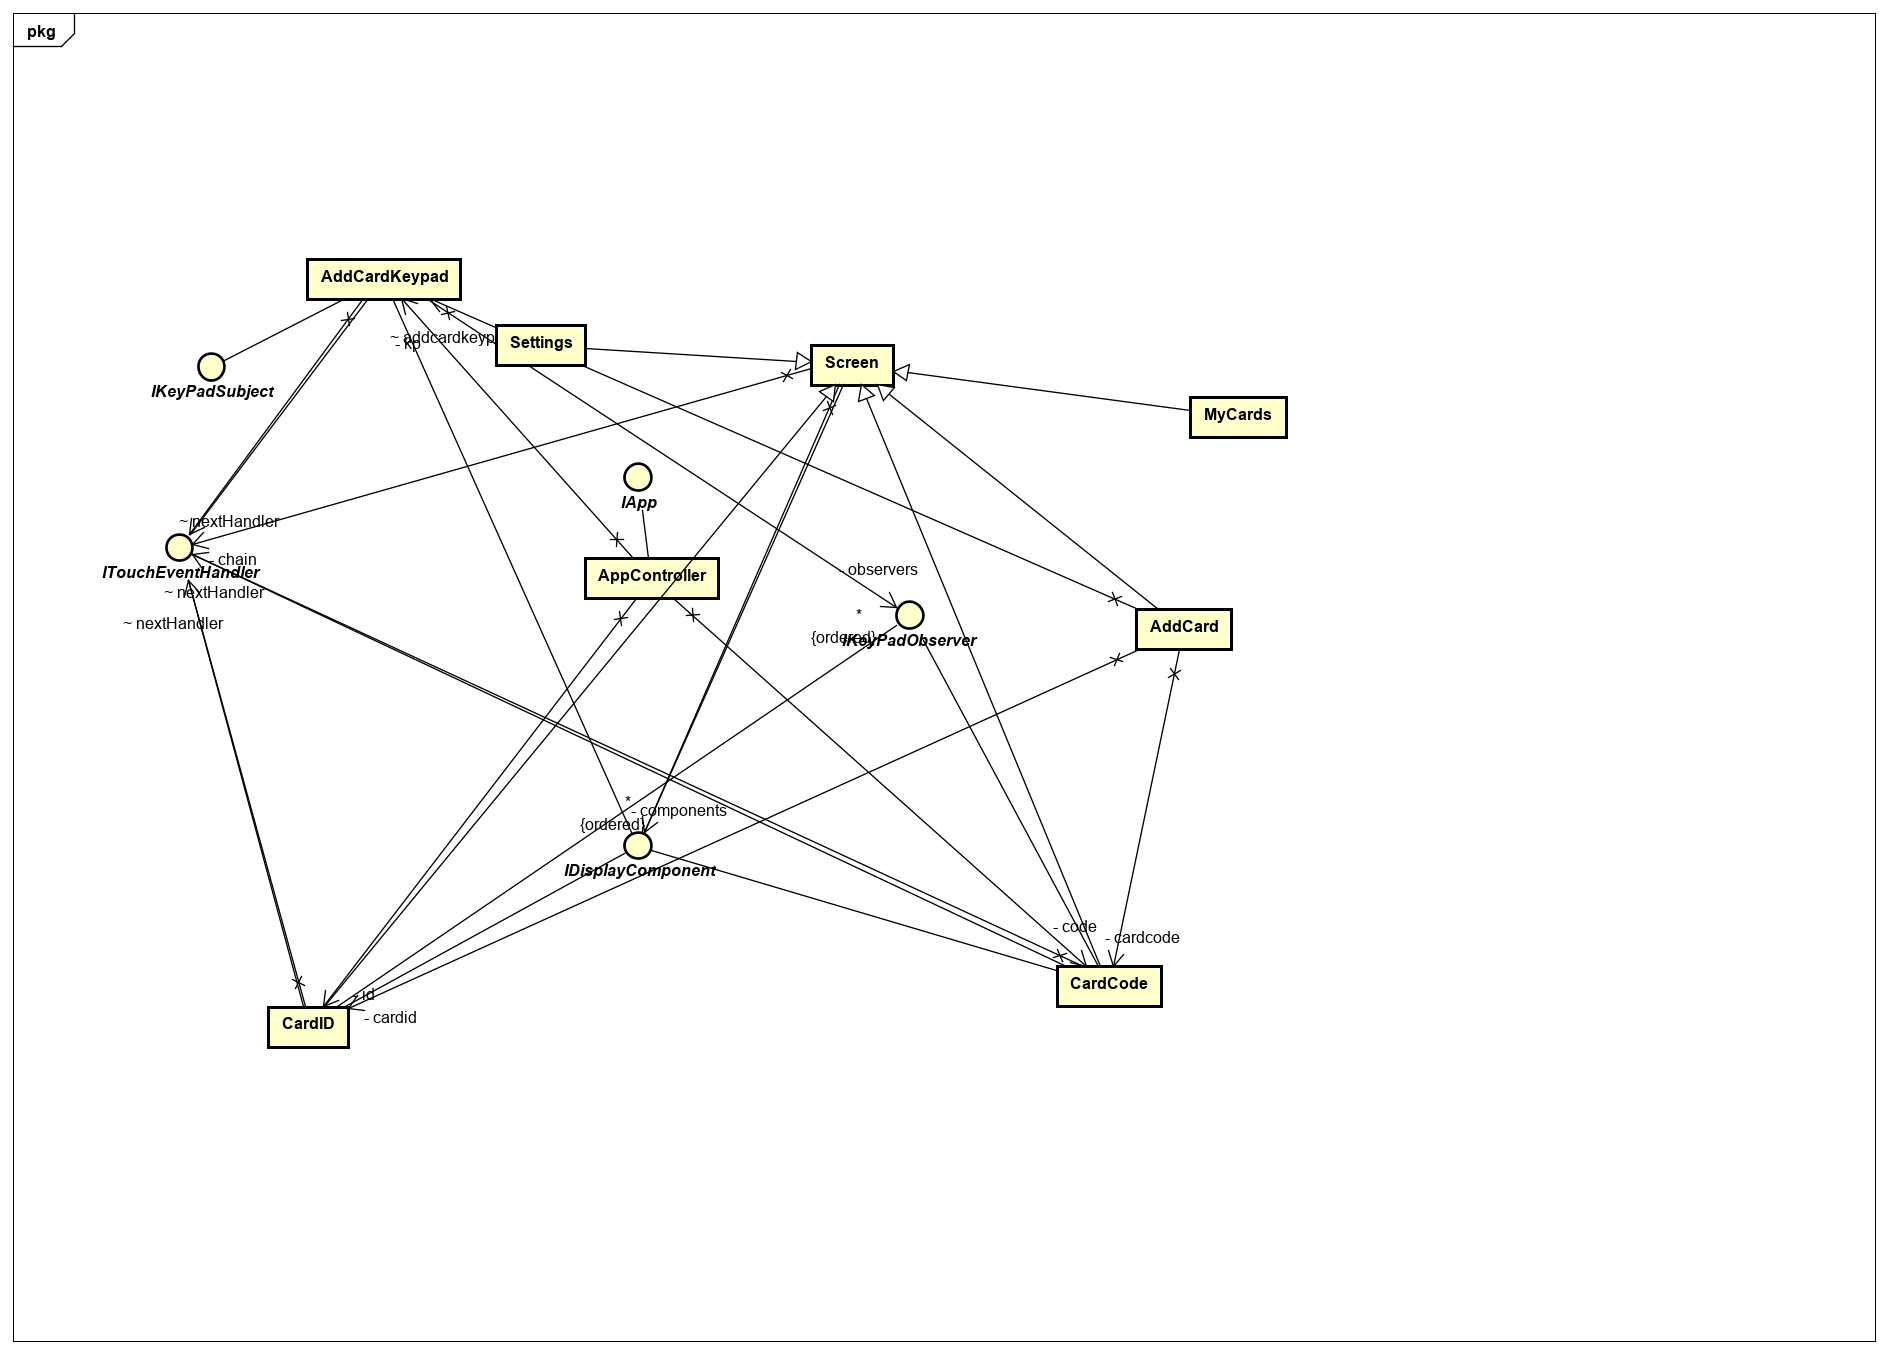 pkg
AddCardKeypad
~ addcardkeyp
- kp
Settings
Screen
IKeyPadSubject
MyCards
IApp
~ nextHandler
- chain
ITouchEventHandler
~ nextHandler
~ nextHandler
AppController
- observers
*
{ordered}
IKeyPadObserver
AddCard
*
- components
{ordered}
IDisplayComponent
- code
- cardcode
CardCode
- id
- cardid
CardID